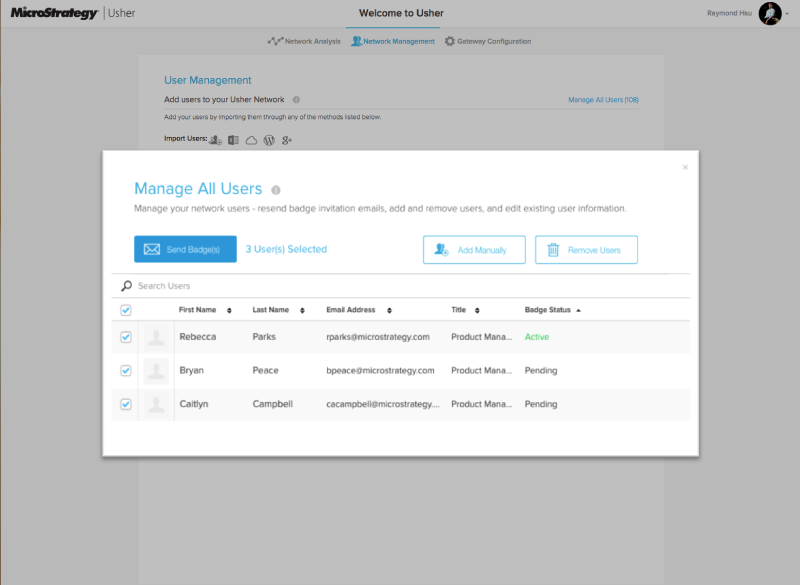 MicroStrategy | Usher
Welcome to Usher
Raymond Hsu
Network Analysis Network Management Gateway Configuration
User Management
Add users to your Usher Network
Manage All Users (108)
Add your users by importing them through any of the methods listed below.
Import Users:
Manage All Users
Manage your network users - resend badge invitation emails, add and remove users, and edit existing user information.
Send Badge(s) 3 User(s) Selected Add Manually Remove Users
Search Users
First Name Last Name Email Address Title Badge Status
Rebecca Parks rparks@microstrategy.com Product Mana... Active
Bryan Peace bpeace@microstrategy.com Product Mana... Pending
Caitlyn Campbell cacampbell@microstrategy.... Product Mana... Pending